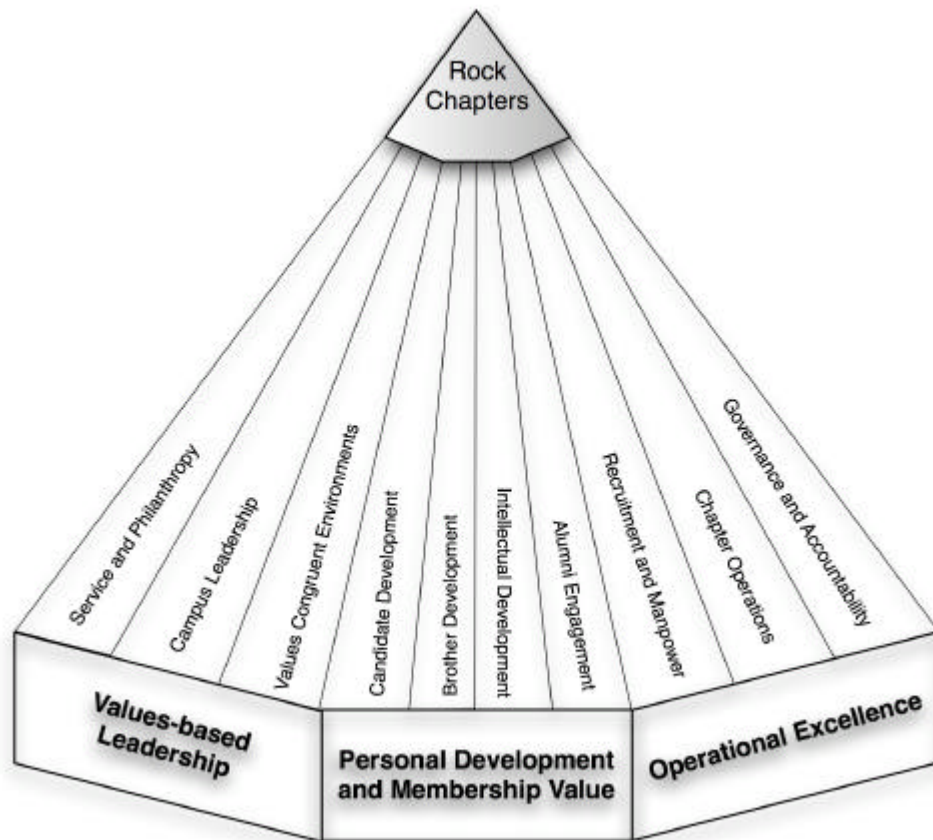 Rock
Chapters
Service and Philanthropy
Campus Leadership
Values Congruent Environments
Candidate Development
Brother Development
Intellectual Development
Alumni Engagement
Recruitment and Manpower
Chapter Operations
Governance and Accountability
Values-based
Leadership
Personal Development
and Membership Value
Operational Excellence